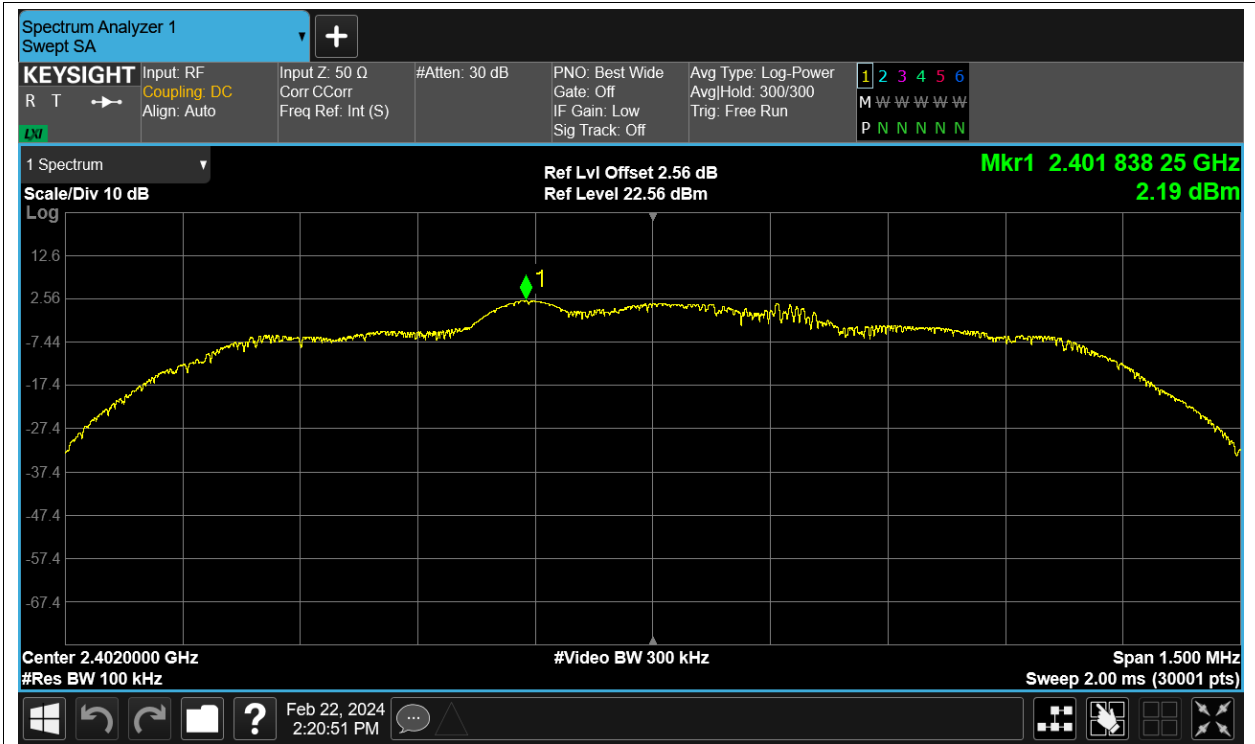 Spectrum Analyzer 1
Swept SA
KEYSIGHT
R T
LXI
Input: RF
Coupling: DC
Align: Auto
Input Z: 50 Ω
Corr CCorr
Freq Ref: Int (S)
#Atten: 30 dB
PNO: Best Wide
Gate: Off
IF Gain: Low
Sig Track: Off
Avg Type: Log-Power
Avg|Hold: 300/300
Trig: Free Run
1 2 3 4 5 6
M W W W W W
P N N N N N
1 Spectrum
Scale/Div 10 dB
Log
Ref Lvl Offset 2.56 dB
Ref Level 22.56 dBm
Mkr1 2.401 838 25 GHz
2.19 dBm
12.6
1
2.56
-7.44
-17.4
-27.4
-37.4
-47.4
-57.4
-67.4
Center 2.4020000 GHz
#Res BW 100 kHz
#Video BW 300 kHz
Span 1.500 MHz
Sweep 2.00 ms (30001 pts)
?
Feb 22, 2024
2:20:51 PM